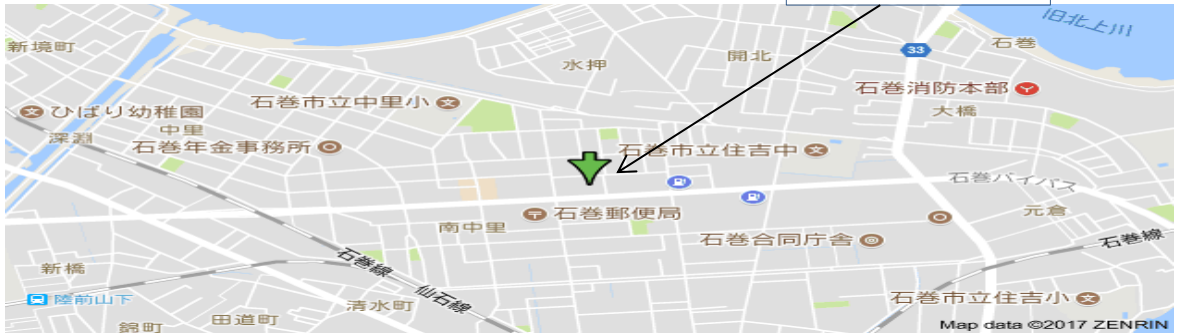 旧北上川
新境町
石巻
33
開北
水押
石巻消防本部
石巻市立中里小
大橋
ひばり幼稚園
中里
深淵
石巻年金事務所
石巻市立住吉中
石巻バイパス
石巻郵便局
元倉
南中里
石巻合同庁舎
石巻線
石巻線
新橋
仙石線
陸前山下
清水町
石巻市立住吉小
田道町
錦町
Map data ©2017 ZENRIN